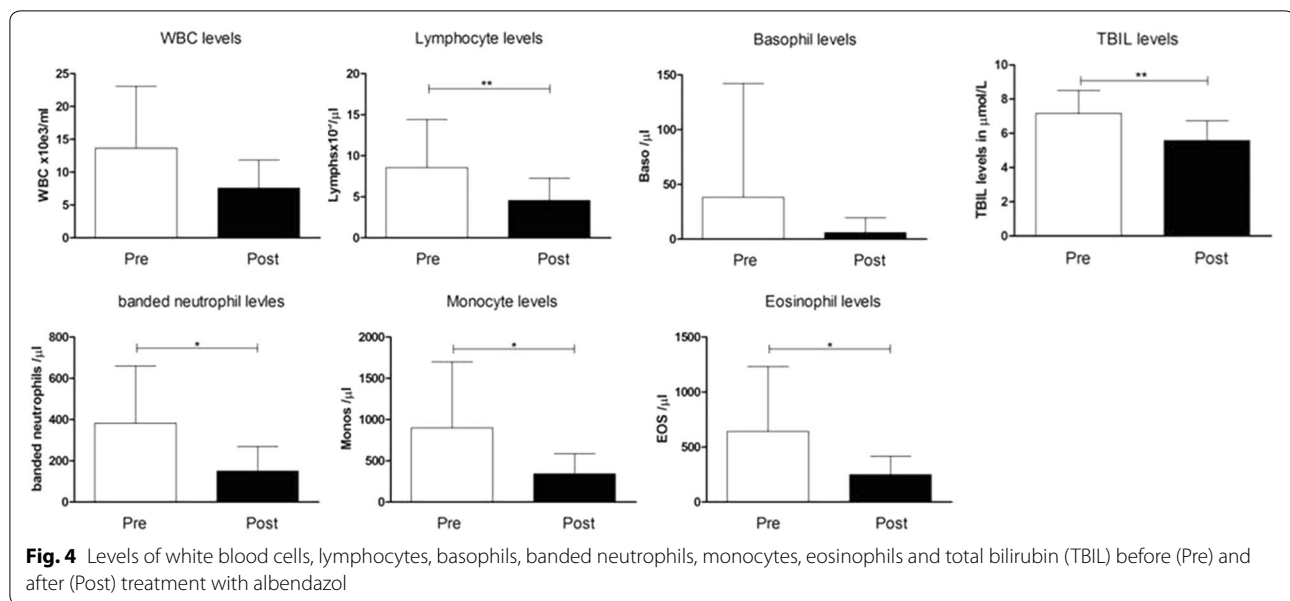 WBC levels
WBC x10e3/ml
25
20
15
10
5
0
Pre Post
Lymphocyte levels
20
15
10
5
0
**
Pre Post
Basophil levels
Baso /µl
150
100
50
0
Pre Post
TBIL levels
TBIL levels in µmol/L
10
8
6
4
2
0
**
Pre Post
banded neutrophil levles
banded neutrophils /µl
800
600
400
200
0
*
Pre Post
Monocyte levels
Monos /µl
2000
1500
1000
500
0
*
Pre Post
Eosinophil levels
EOS /µl
1500
1000
500
0
*
Pre Post
Fig. 4 Levels of white blood cells, lymphocytes, basophils, banded neutrophils, monocytes, eosinophils and total bilirubin (TBIL) before (Pre) and
after (Post) treatment with albendazol